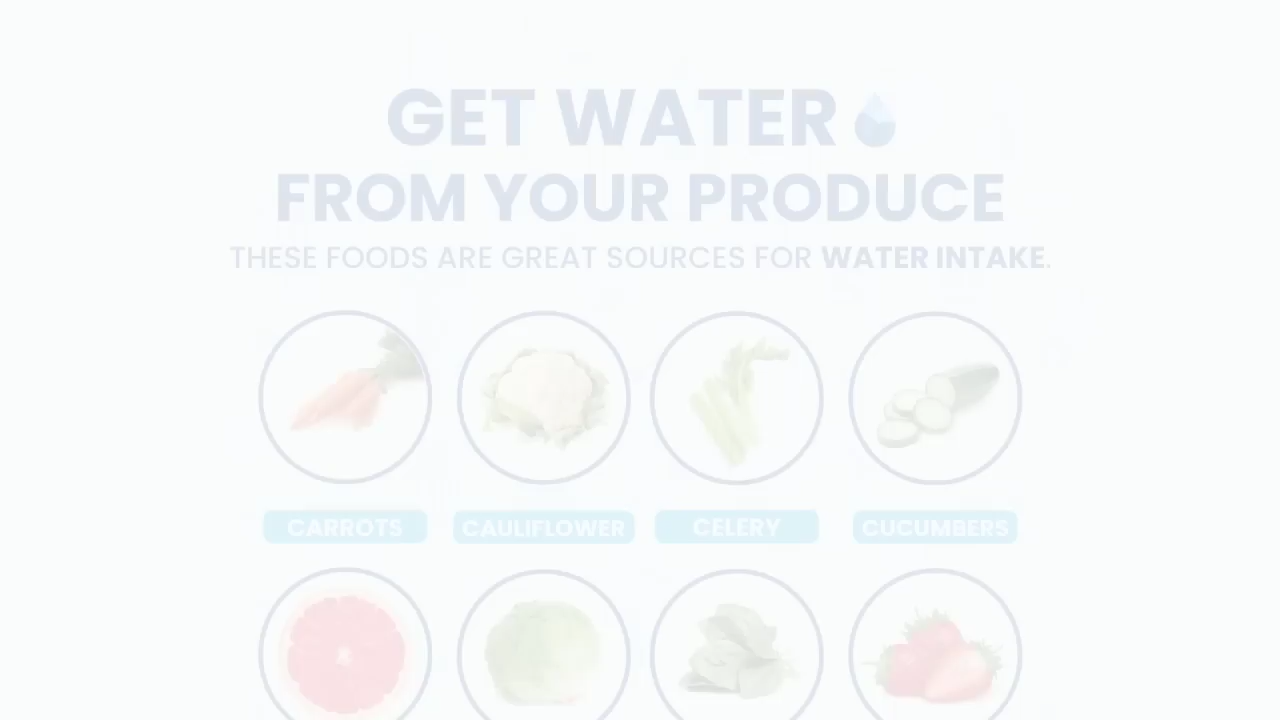 GET WATER
FROM YOUR PRODUCE
THESE FOODS ARE GREAT SOURCES FOR WATER INTAKE.
CARROTS CAULIFLOWER CELERY CUCUMBERS